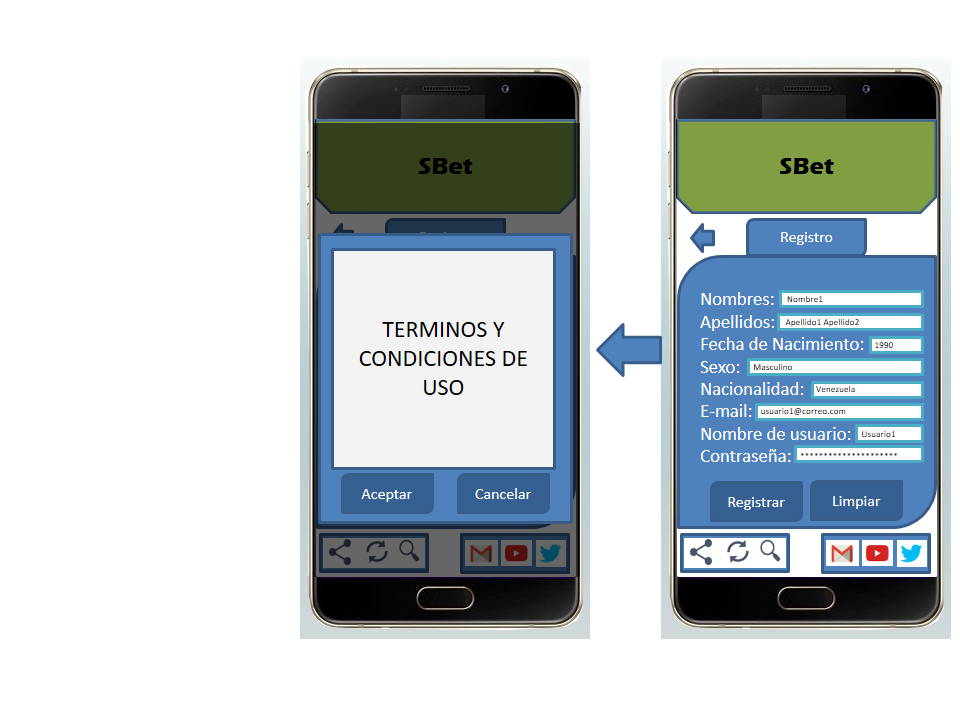 SBet
TERMINOS Y
CONDICIONES DE
USO
Aceptar
Cancelar
SBet
Registro
Nombres: Nombre1
Apellidos: Apellido1 Apellido2
Fecha de Nacimiento: 1990
Sexo: Masculino
Nacionalidad: Venezuela
E-mail: usuario1@correo.com
Nombre de usuario: Usuario1
Contraseña: *********************
Registrar
Limpiar